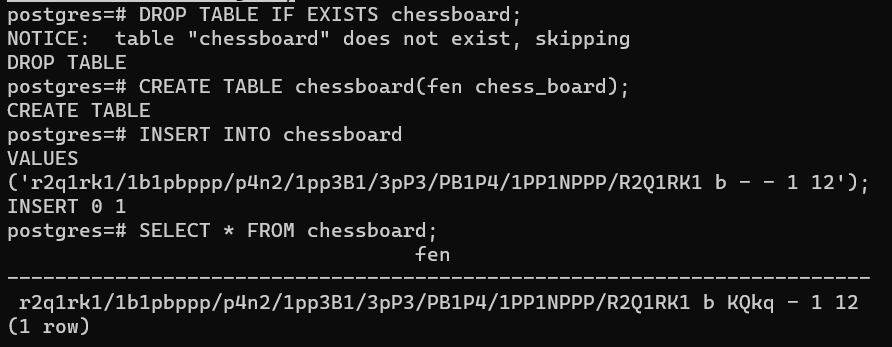 postgres=# DROP TABLE IF EXISTS chessboard;
NOTICE:  table "chessboard" does not exist, skipping
DROP TABLE
postgres=# CREATE TABLE chessboard(fen chess_board);
CREATE TABLE
postgres=# INSERT INTO chessboard
VALUES
('r2q1rk1/1b1pbppp/p4n2/1pp3B1/3pP3/PB1P4/1PP1NPPP/R2Q1RK1 b - - 1 12');
INSERT 0 1
postgres=# SELECT * FROM chessboard;
fen
------------------------------------------------------------------------
r2q1rk1/1b1pbppp/p4n2/1pp3B1/3pP3/PB1P4/1PP1NPPP/R2Q1RK1 b KQkq - 1 12
(1 row)